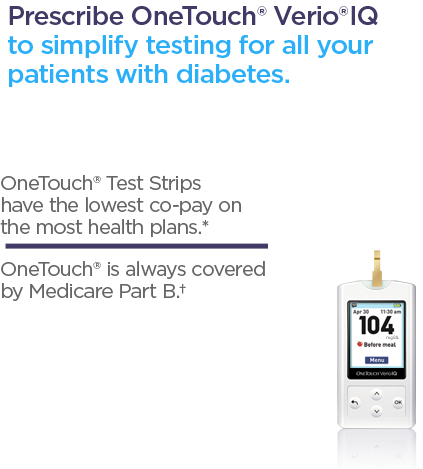 Prescribe OneTouch® Verio®IQ
to simplify testing for all your
patients with diabetes.
OneTouch® Test Strips
have the lowest co-pay on
the most health plans.*
OneTouch® is always covered
by Medicare Part B.†
Apr 30 11:30 am
104
mg/dL
Before meal
Menu
ONETOUCH VerioIQ
OK